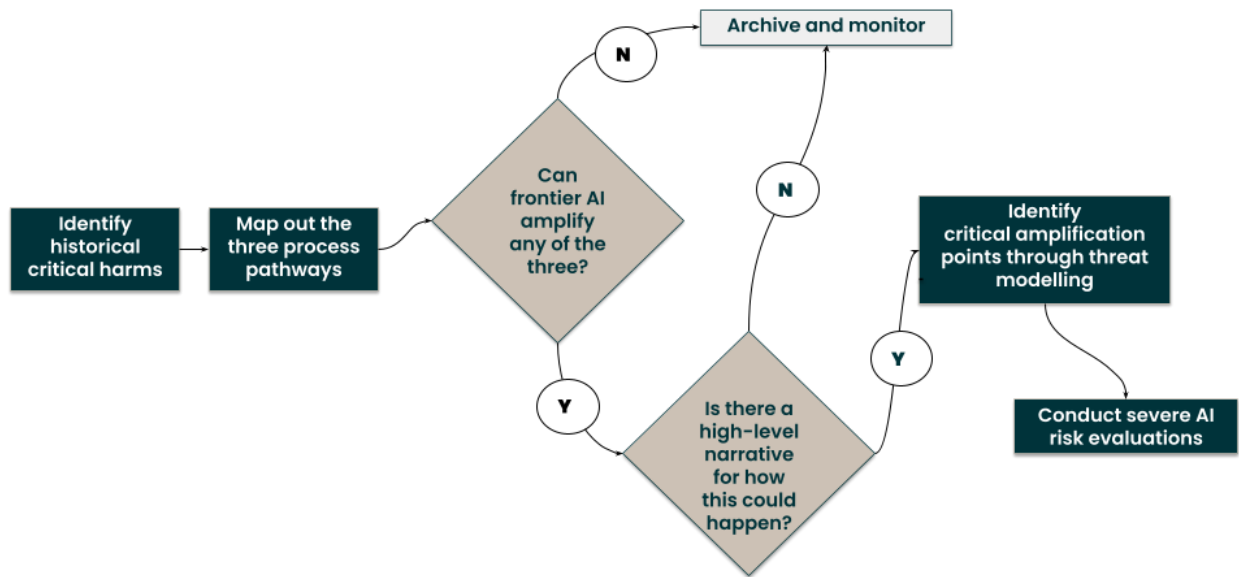 Identify
historical
critical harms
Map out the
three process
pathways
Can
frontier AI
amplify
any of the
three?
N
Archive and monitor
Y
Is there a
high-level
narrative
for how
this could
happen?
N
Y
Identify
critical amplification
points through threat
modelling
Conduct severe AI
risk evaluations